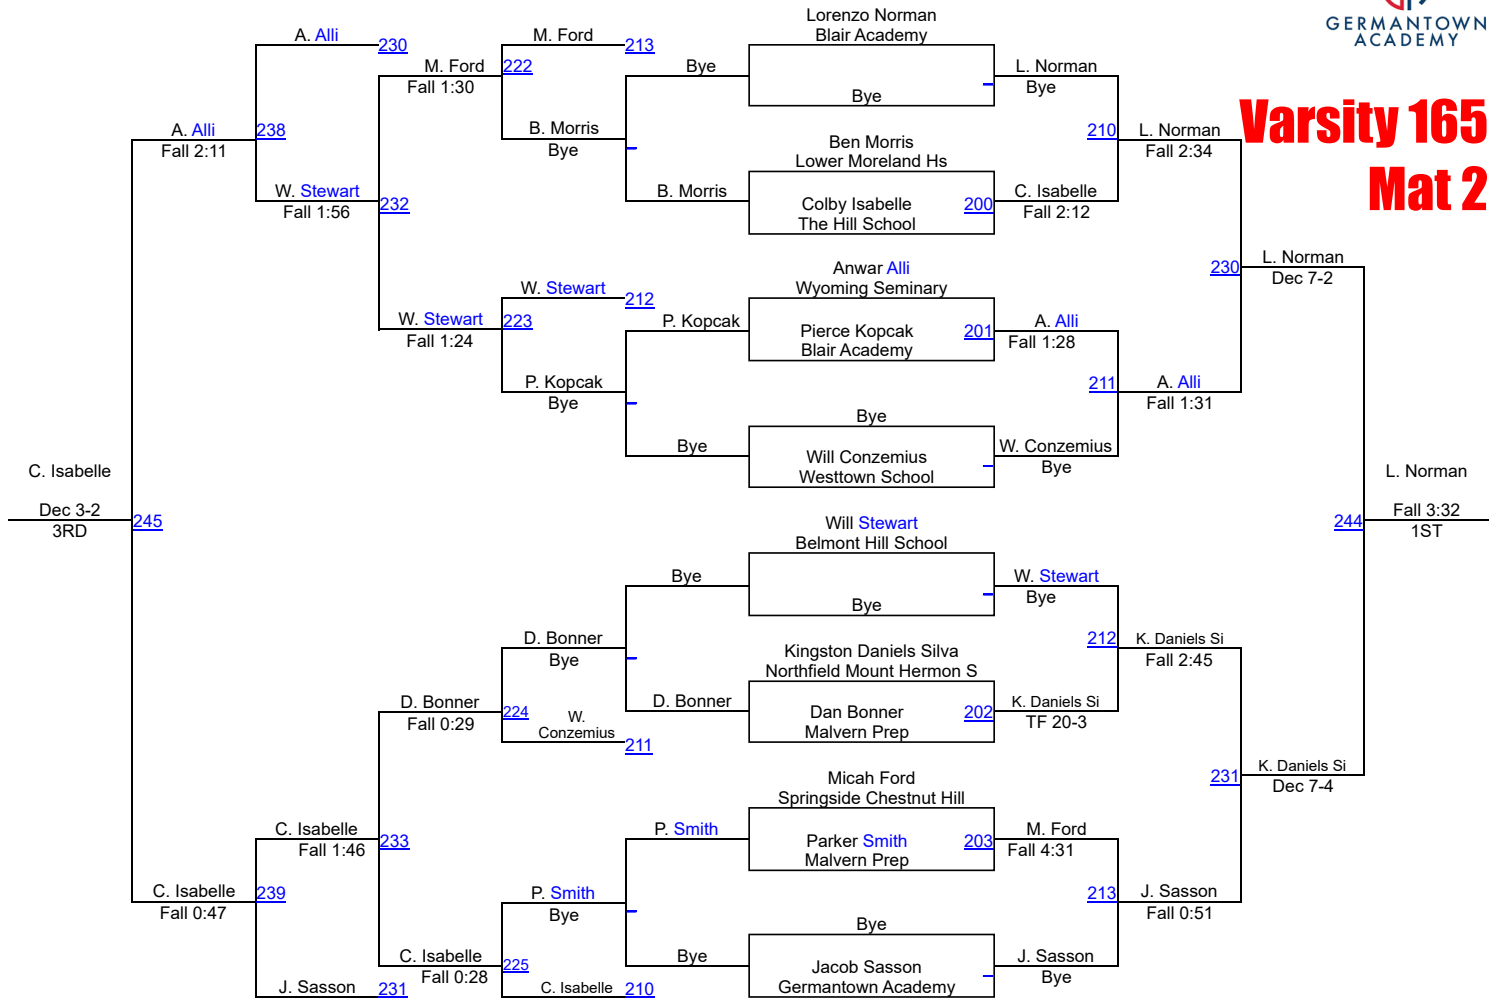 GERMANTOWN
ACADEMY
Varsity 165
Mat 2
A. Alli
230
M. Ford
213
Lorenzo Norman
Blair Academy
M. Ford
222
Fall 1:30
Bye
Bye
L. Norman
Bye
A. Alli
238
Fall 2:11
B. Morris
Bye
Ben Morris
Lower Moreland Hs
210
L. Norman
Fall 2:34
W. Stewart
Fall 1:56
232
B. Morris
Colby Isabelle
The Hill School
200
C. Isabelle
Fall 2:12
Anwar Alli
Wyoming Seminary
230
L. Norman
Dec 7-2
W. Stewart
212
W. Stewart
223
Fall 1:24
P. Kopcak
Pierce Kopcak
Blair Academy
201
A. Alli
Fall 1:28
P. Kopcak
Bye
211
A. Alli
Fall 1:31
Bye
Bye
Will Conzemius
Westtown School
W. Conzemius
Bye
C. Isabelle
Dec 3-2
3RD
245
L. Norman
244
Fall 3:32
1ST
Will Stewart
Belmont Hill School
Bye
Bye
W. Stewart
Bye
D. Bonner
Bye
Kingston Daniels Silva
Northfield Mount Hermon S
212
K. Daniels Si
Fall 2:45
D. Bonner
Fall 0:29
224
W.
Conzemius
211
D. Bonner
Dan Bonner
Malvern Prep
202
K. Daniels Si
TF 20-3
Micah Ford
Springside Chestnut Hill
231
K. Daniels Si
Dec 7-4
C. Isabelle
Fall 1:46
233
P. Smith
Parker Smith
Malvern Prep
203
M. Ford
Fall 4:31
C. Isabelle
239
Fall 0:47
P. Smith
Bye
Bye
213
J. Sasson
Fall 0:51
C. Isabelle
Fall 0:28
225
Bye
Jacob Sasson
Germantown Academy
J. Sasson
Bye
J. Sasson
231
C. Isabelle
210